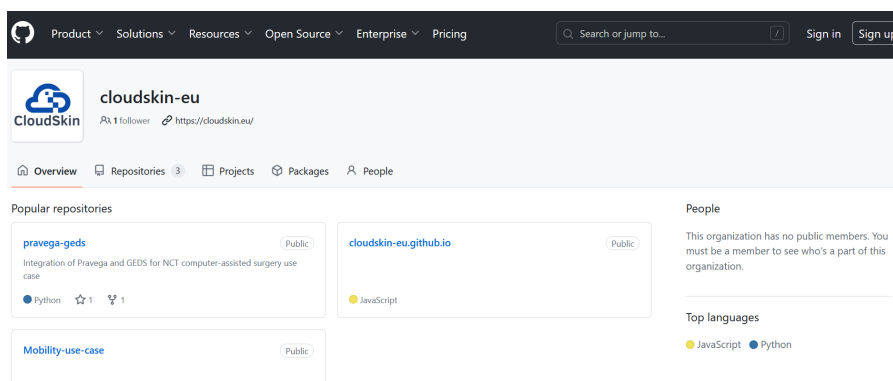 Product Solutions Resources Open Source Enterprise Pricing Search or jump to... / Sign in Sign up
CloudSkin
cloudskin-eu
1 follower https://cloudskin.eu/
Overview Repositories 3 Projects Packages People
Popular repositories
pravega-geds Public
Integration of Pravega and GEDS for NCT computer-assisted surgery use
case
Python 1 1
cloudskin-eu.github.io Public
JavaScript
Mobility-use-case Public
People
This organization has no public members. You
must be a member to see who's a part of this
organization.
Top languages
JavaScript Python